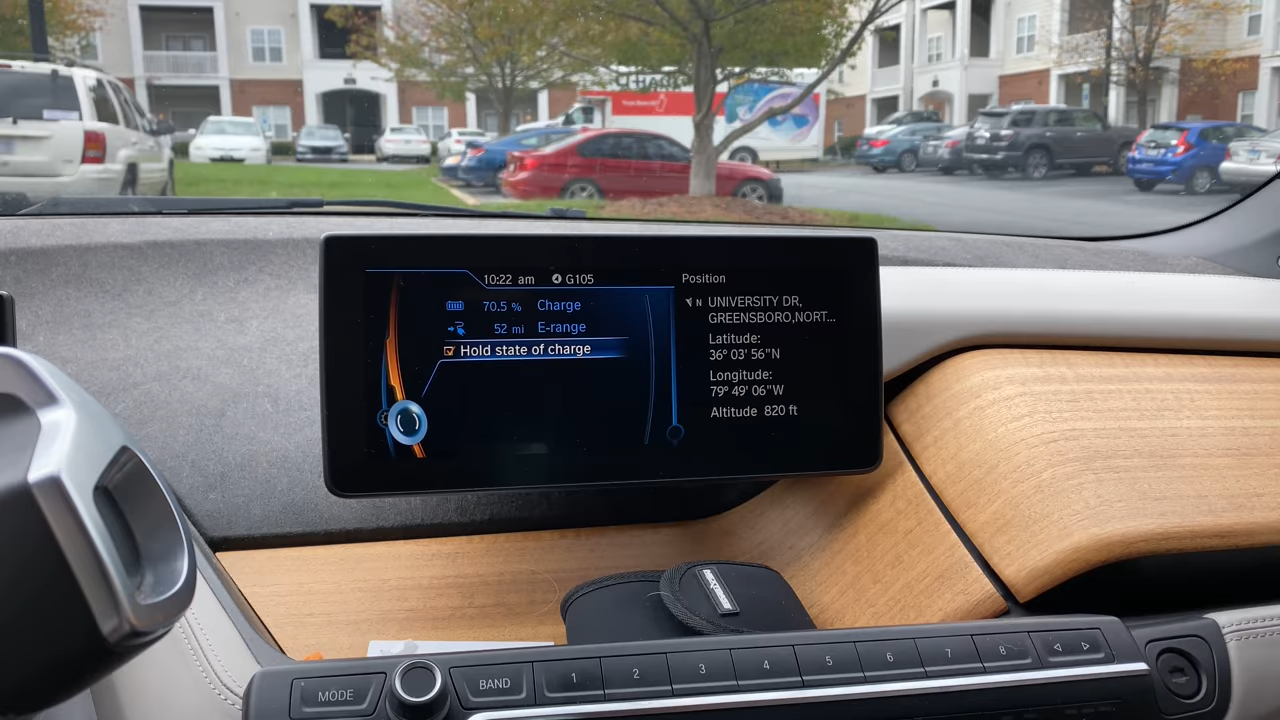 10:22 am G105
70.5 % Charge
52 mi E-range
Hold state of charge
Position
N UNIVERSITY DR,
GREENSBORO,NORT...
Latitude:
36° 03' 56"N
Longitude:
79° 49' 06"W
Altitude 820 ft
MODE
BAND
1
2
3
4
5
6
7
8